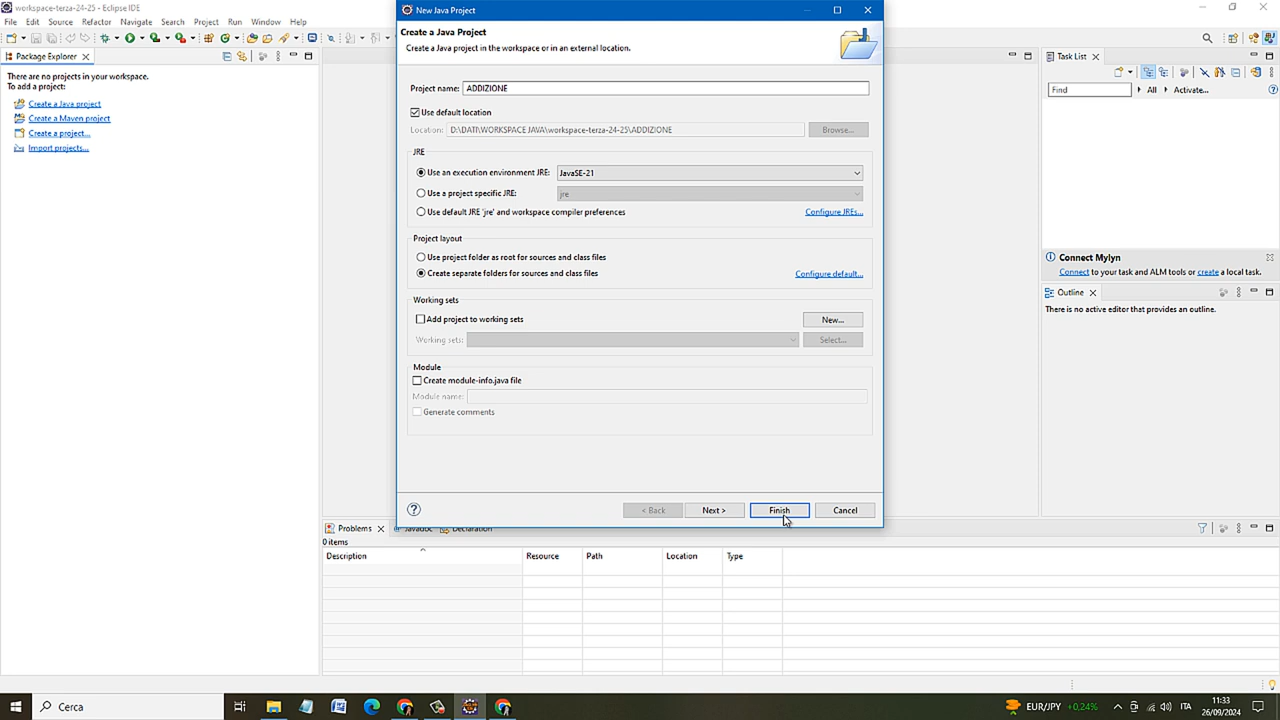 workspace-terza-24-25 - Eclipse IDE
File Edit Source Refactor Navigate Search Project Run Window Help
Package Explorer
There are no projects in your workspace.
To add a project:
Create a Java project
Create a Maven project
Create a project...
Import projects...
New Java Project
Create a Java Project
Create a Java project in the workspace or in an external location.
Project name: ADDIZIONE
Use default location
Location: D:\DATI\WORKSPACE JAVA\workspace-terza-24-25\ADDIZIONE Browse...
JRE
Use an execution environment JRE: JavaSE-21
Use a project specific JRE: jre
Use default JRE 'jre' and workspace compiler preferences Configure JREs...
Project layout
Use project folder as root for sources and class files
Create separate folders for sources and class files Configure default...
Working sets
Add project to working sets New...
Working sets: Select...
Module
Create module-info.java file
Module name:
Generate comments
< Back Next > Finish Cancel
Task List
Find All Activate...
Connect Mylyn
Connect to your task and ALM tools or create a local task.
Outline
There is no active editor that provides an outline.
Problems Javadoc Declaration
0 items
Description Resource Path Location Type
Cerca
EUR/JPY +0,24% ITA 11:33
26/09/2024